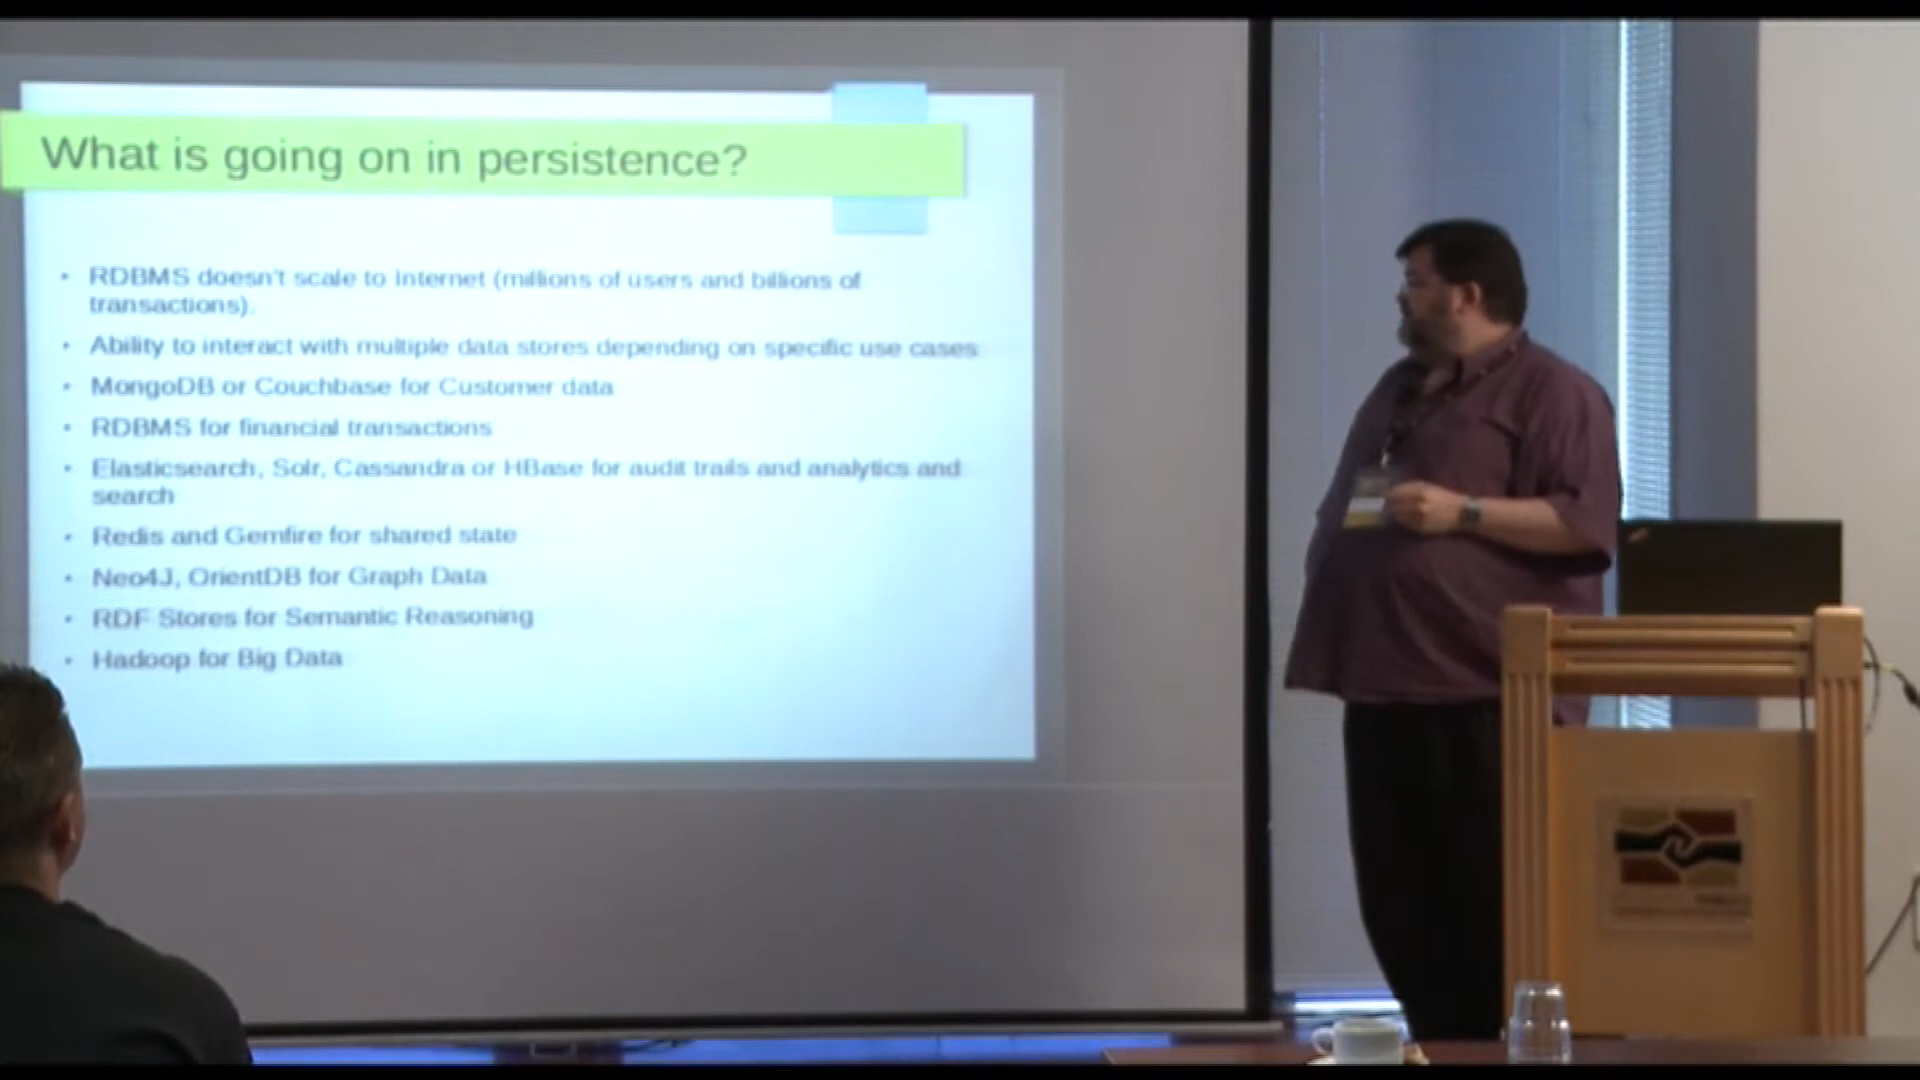 What is going on in persistence?
• RDBMS doesn't scale to Internet (millions of users and billions of
transactions).
• Ability to interact with multiple data stores depending on specific use cases
• MongoDB or Couchbase for Customer data
• RDBMS for financial transactions
• Elasticsearch, Solr, Cassandra or HBase for audit trails and analytics and
search
• Redis and Gemfire for shared state
• Neo4J, OrientDB for Graph Data
• RDF Stores for Semantic Reasoning
• Hadoop for Big Data